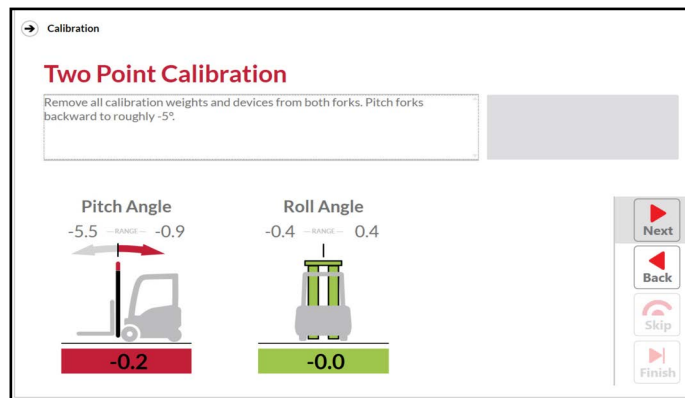 Calibration
Two Point Calibration
Remove all calibration weights and devices from both forks. Pitch forks
backward to roughly -5°.
Pitch Angle
-5.5 — RANGE — -0.9
-0.2
Roll Angle
-0.4 — RANGE — 0.4
-0.0
Next
Back
Skip
Finish